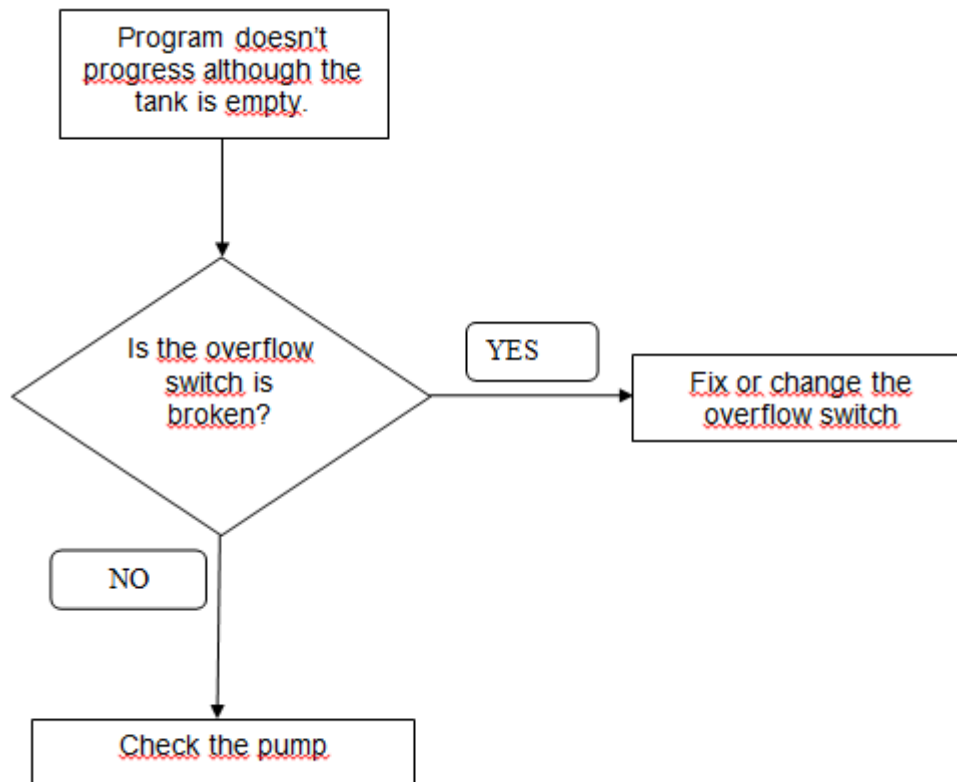 Program doesn't
progress although the
tank is empty.
Is the overflow
switch is
broken?
YES
Fix or change the
overflow switch
NO
Check the pump